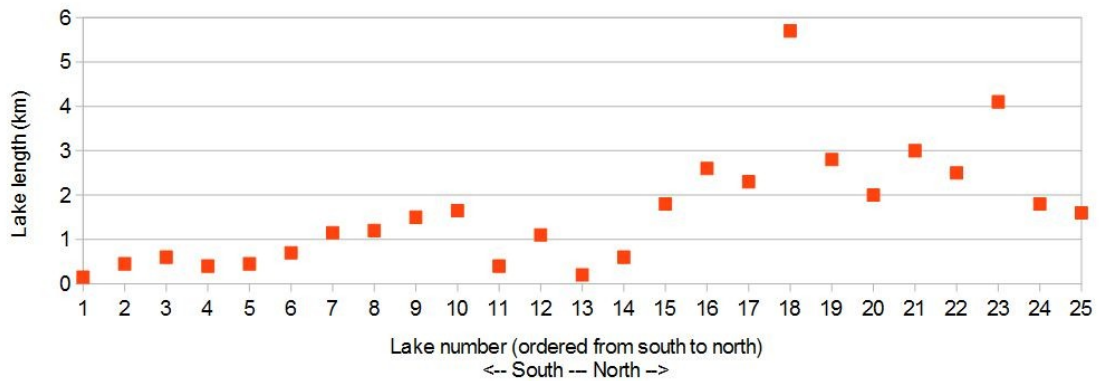 6
5
4
3
2
1
0
Lake length (km)
1 2 3 4 5 6 7 8 9 10 11 12 13 14 15 16 17 18 19 20 21 22 23 24 25
Lake number (ordered from south to north)
<-- South --- North -->